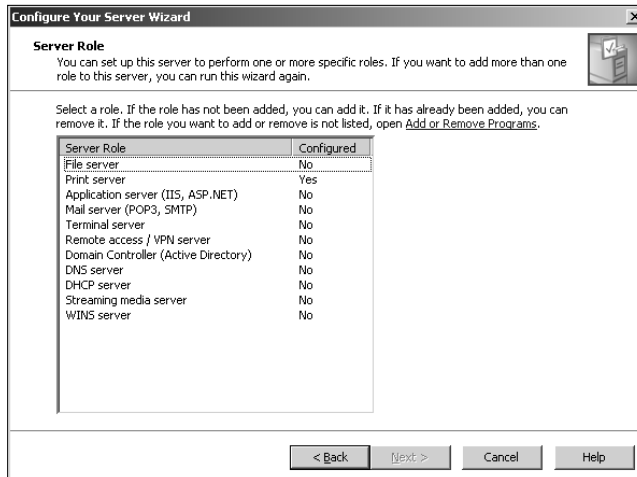 Configure Your Server Wizard
Server Role
You can set up this server to perform one or more specific roles. If you want to add more than one
role to this server, you can run this wizard again.
Select a role. If the role has not been added, you can add it. If it has already been added, you can
remove it. If the role you want to add or remove is not listed, open Add or Remove Programs.
Server Role Configured
File server No
Print server Yes
Application server (IIS, ASP.NET) No
Mail server (POP3, SMTP) No
Terminal server No
Remote access / VPN server No
Domain Controller (Active Directory) No
DNS server No
DHCP server No
Streaming media server No
WINS server No
< Back Next > Cancel Help